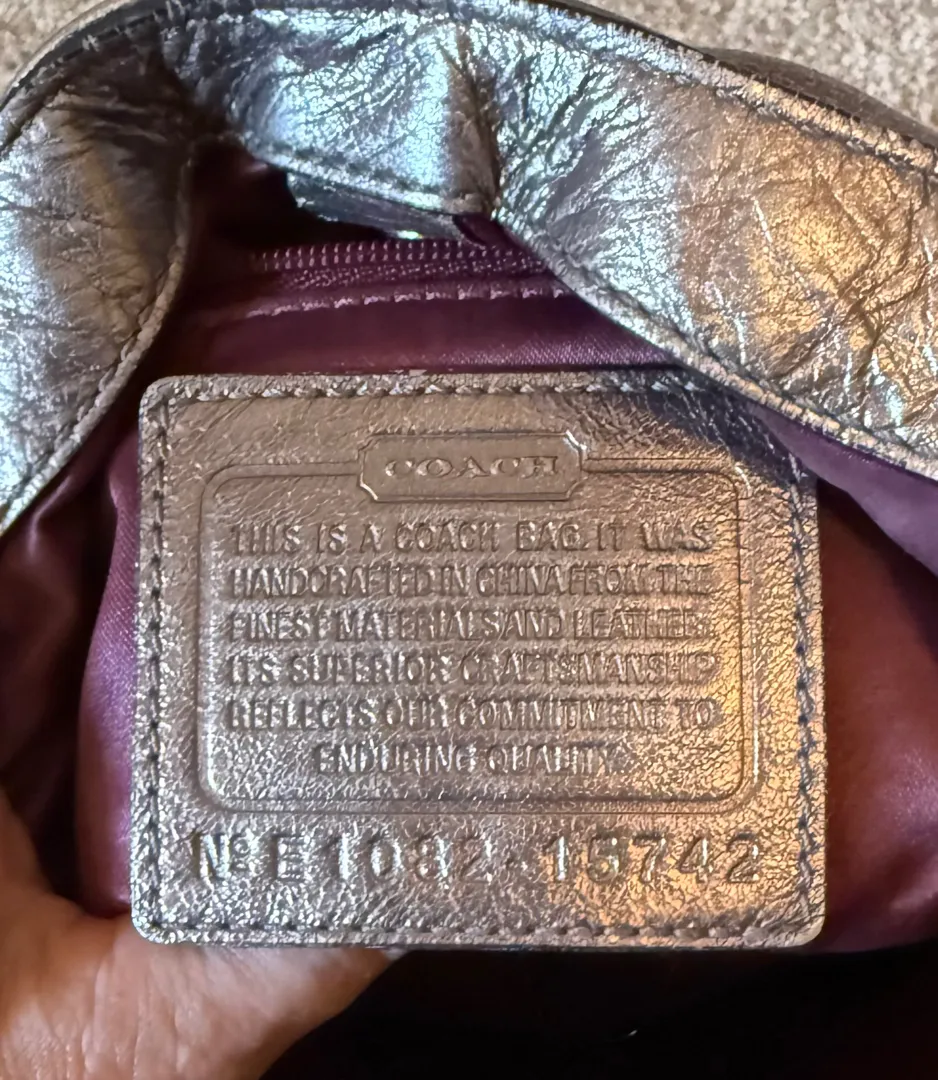 COACH
THIS IS A COACH BAG. IT WAS
HANDCRAFTED IN CHINA FROM THE
FINEST MATERIALS AND LEATHER.
ITS SUPERIOR CRAFTSMANSHIP
REFLECTS OUR COMMITMENT TO
ENDURING QUALITY.
Nº E1082-15742